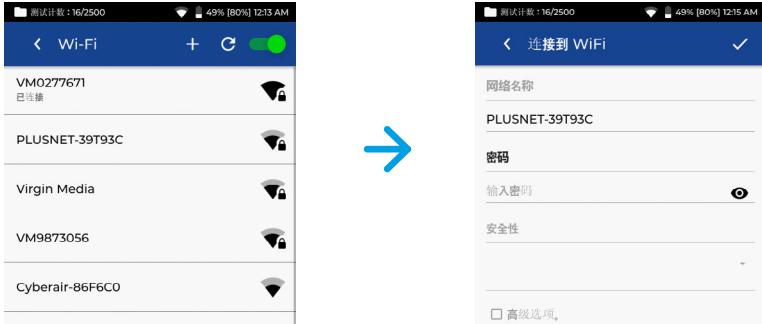 测试计数：16/2500
49% [80%] 12:13 AM
Wi-Fi
VM0277671
已连接
PLUSNET-39T93C
Virgin Media
VM9873056
Cyberair-86F6C0
测试计数：16/2500
49% [80%] 12:15 AM
连接到 WiFi
网络名称
PLUSNET-39T93C
密码
输入密码
安全性
高级选项。